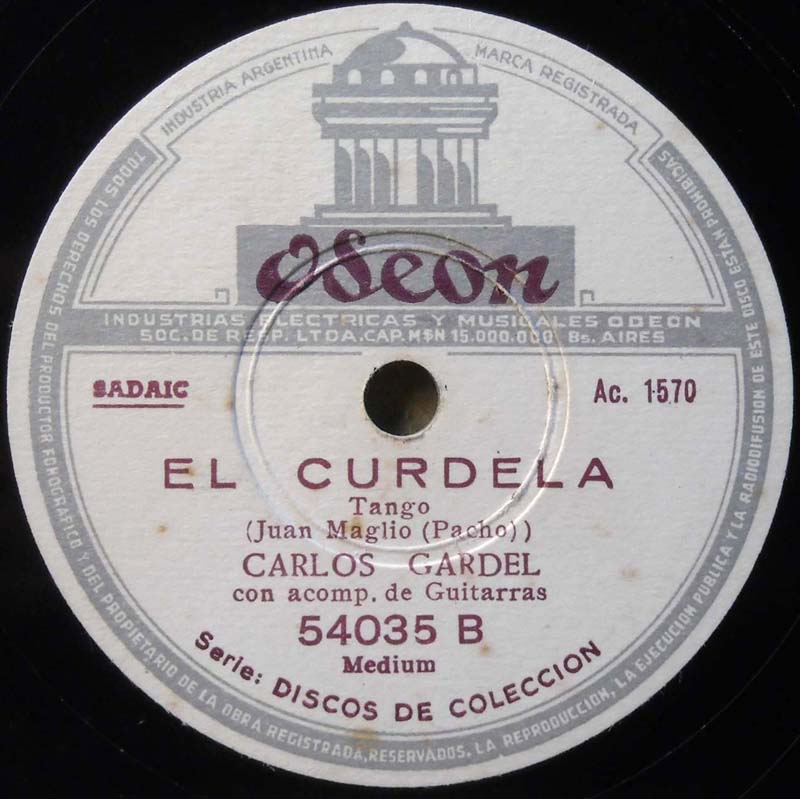 INDUSTRIA ARGENTINA
MARCA REGISTRADA
Odeon
INDUSTRIAS ELECTRICAS Y MUSICALES ODEON
SOC. DE RESP. LTDA. CAP. M$N 15.000.000 Bs. AIRES
SADAIC
Ac. 1570
EL CURDELA
Tango
(Juan Maglio (Pacho))
CARLOS GARDEL
con acomp. de Guitarras
54035 B
Medium
Serie: DISCOS DE COLECCION
TODOS LOS DERECHOS DEL PRODUCTOR FONOGRAFICO Y DEL PROPIETARIO DE LA OBRA REGISTRADA, RESERVADOS. LA REPRODUCCION, LA EJECUCION PUBLICA Y LA RADIODIFUSION DE ESTE DISCO ESTAN PROHIBIDAS